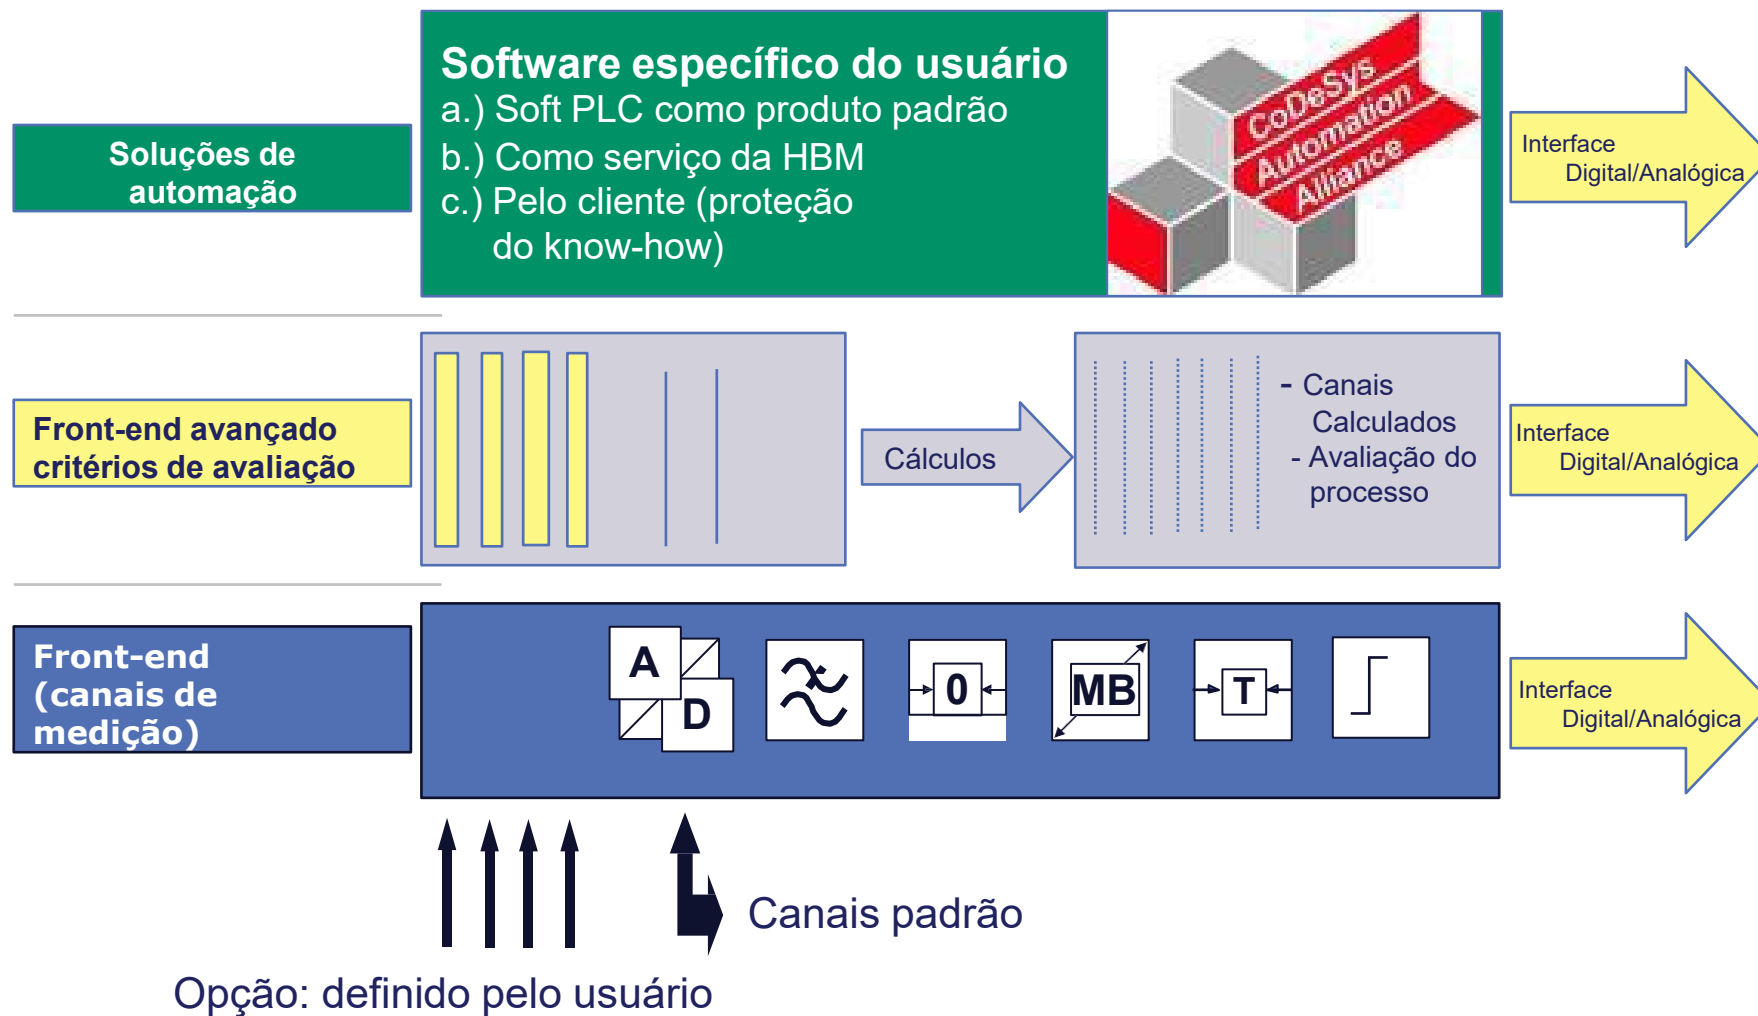 Software específico do usuário
a.) Soft PLC como produto padrão
b.) Como serviço da HBM
c.) Pelo cliente (proteção
do know-how)
CoDeSys
Automation
Alliance
Soluções de
automação
Interface
Digital/Analógica
Front-end avançado
critérios de avaliação
Cálculos
- Canais
Calculados
- Avaliação do
processo
Interface
Digital/Analógica
Front-end
(canais de
medição)
A
D
0
MB
T
Interface
Digital/Analógica
Canais padrão
Opção: definido pelo usuário